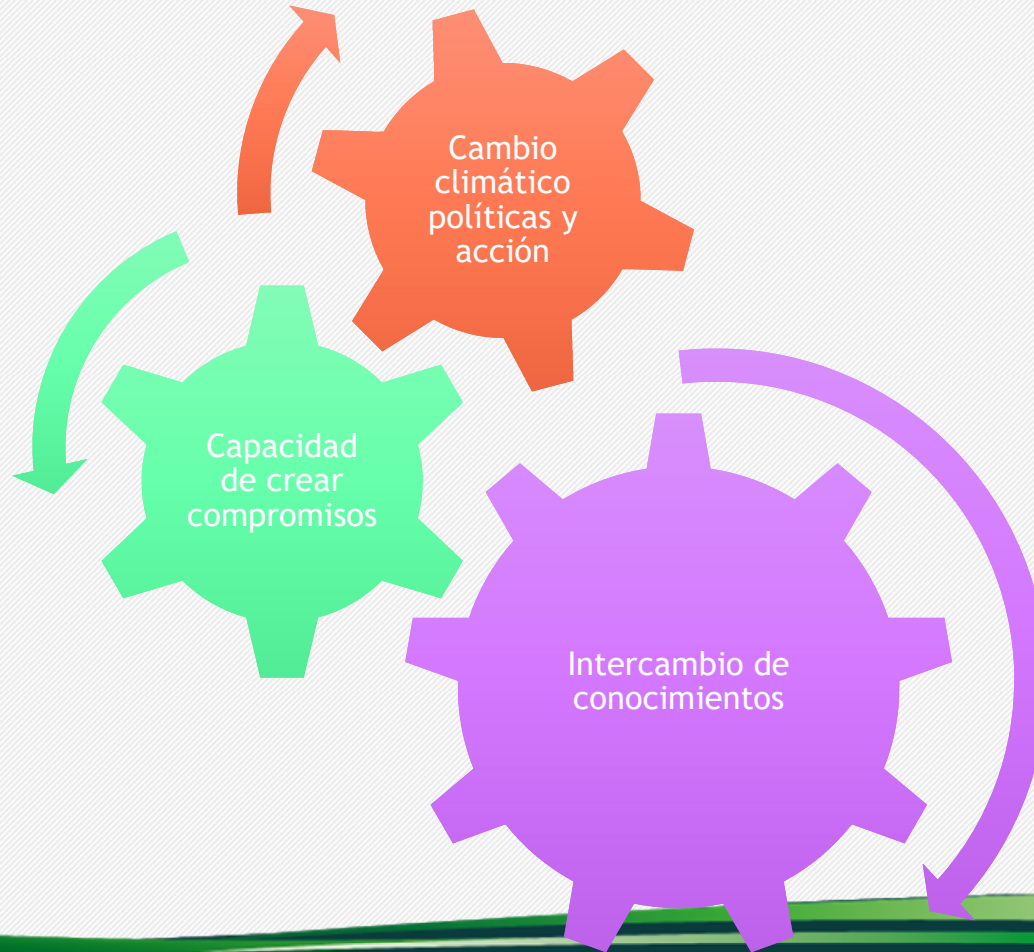 Cambio
climático
políticas y
acción
Capacidad
de crear
compromisos
Intercambio de
conocimientos